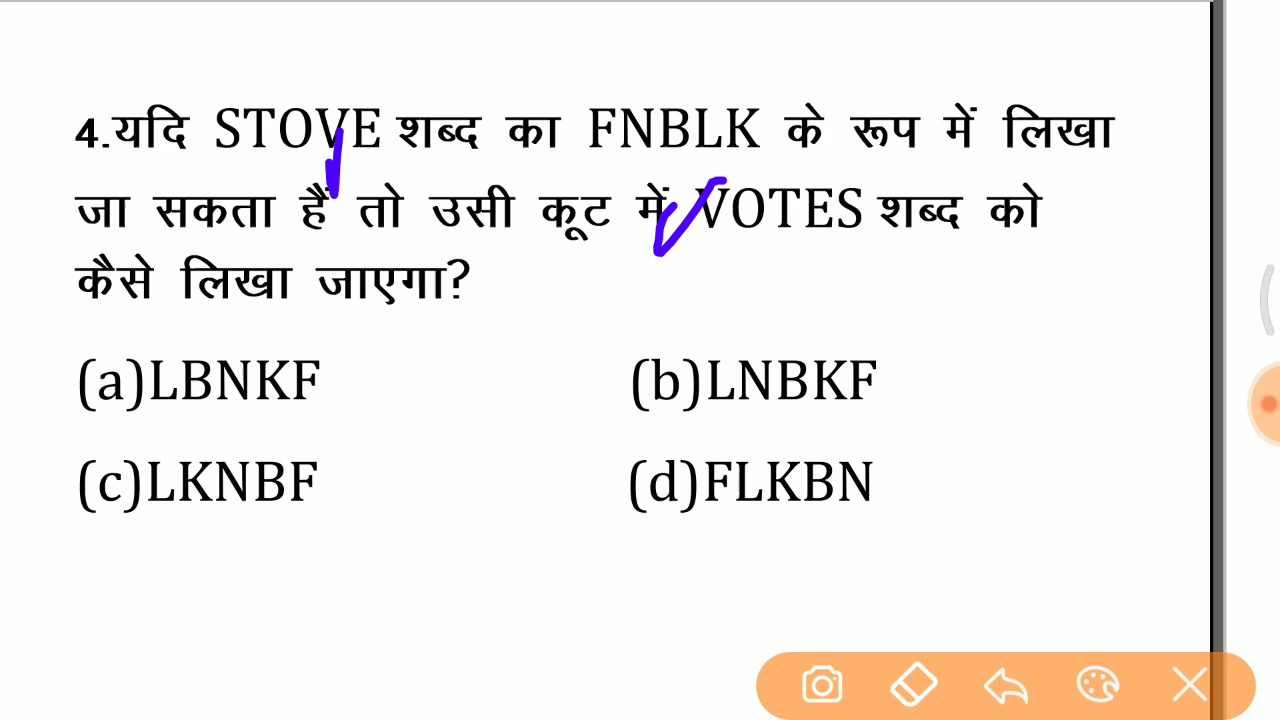 4.यदि STOVE शब्द का FNBLK के रूप में लिखा
जा सकता हैं तो उसी कूट में VOTES शब्द को
कैसे लिखा जाएगा?
(a)LBNKF (b)LNBKF
(c)LKNBF (d)FLKBN